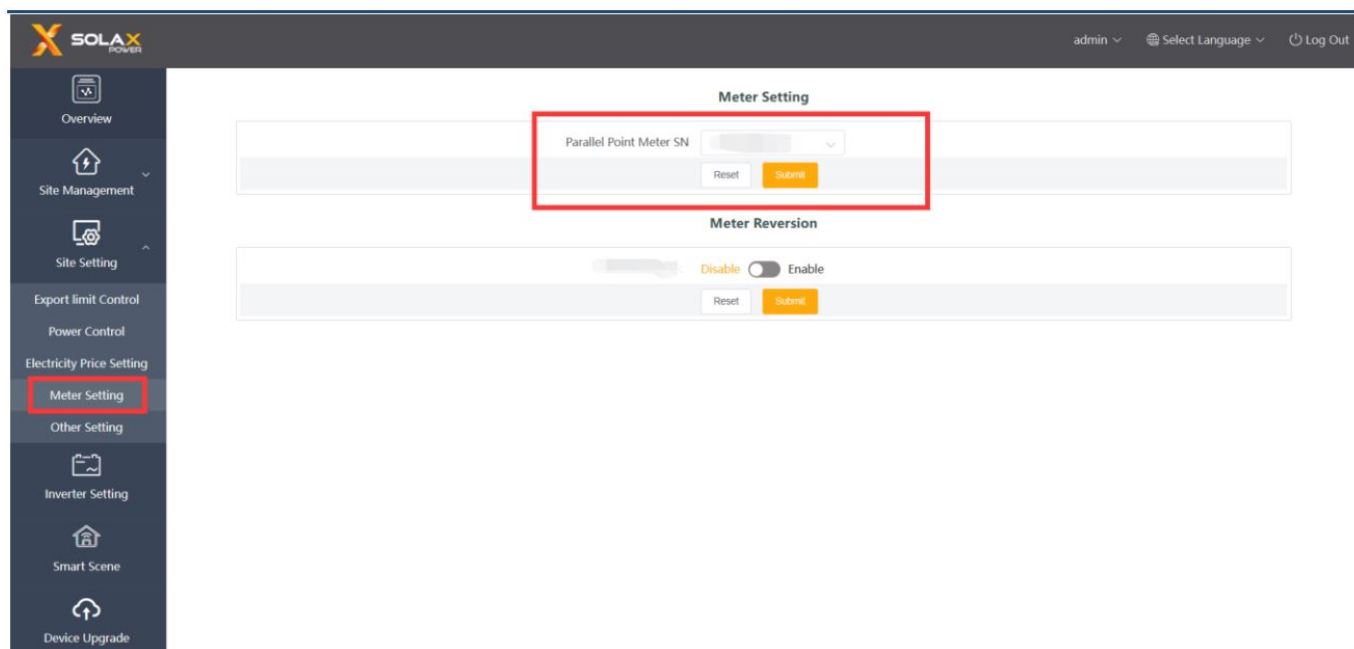 SOLAX
POWER
admin
Select Language
Log Out
Overview
Site Management
Site Setting
Export limit Control
Power Control
Electricity Price Setting
Meter Setting
Other Setting
Inverter Setting
Smart Scene
Device Upgrade
Meter Setting
Parallel Point Meter SN
Reset Submit
Meter Reversion
: Disable Enable
Reset Submit